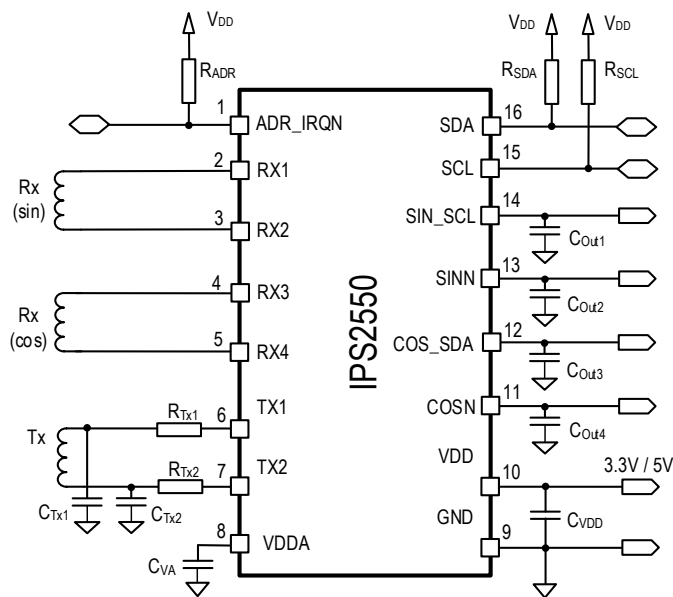 VDD
VDD
VDD
RADR
RSDA
RSCL
1
ADR_IRQN
16
SDA
2
RX1
15
SCL
Rx
(sin)
14
SIN_SCL
COut1
3
RX2
13
SINN
COut2
4
RX3
Rx
(cos)
12
COS_SDA
COut3
5
RX4
IPS2550
11
COSN
COut4
TX1
RTx1
6
Tx
VDD
10
3.3V / 5V
TX2
RTx2
7
CTx1
CTx2
CVDD
GND
9
8
VDDA
CVA